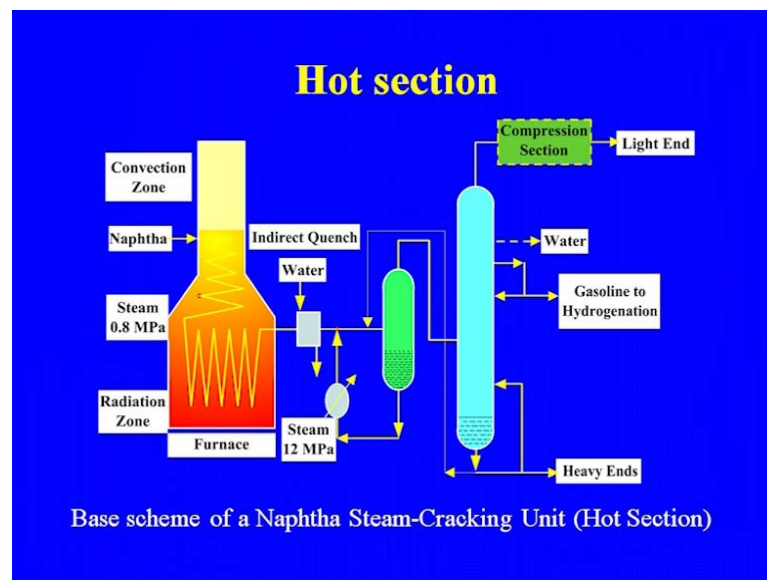 Hot section
Compression
Section
Light End
Convection
Zone
Naphtha
Indirect Quench
Water
Water
Steam
0.8 MPa
Gasoline to
Hydrogenation
Radiation
Zone
Steam
12 MPa
Furnace
Heavy Ends
Base scheme of a Naphtha Steam-Cracking Unit (Hot Section)